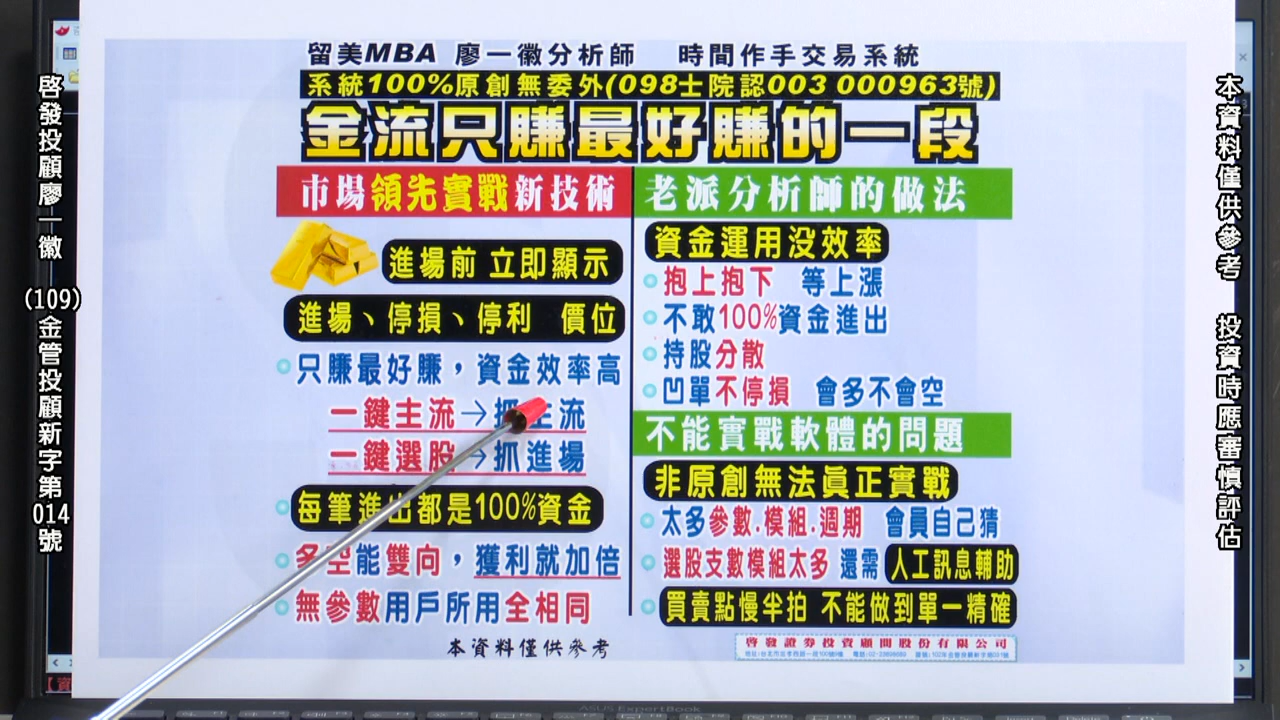 啓發投顧廖一徽 (109)金管投顧新字第014號
留美MBA 廖一徽分析師 時間作手交易系統
系統100%原創無委外(098士院認003 000963號)
金流只賺最好賺的一段
市場領先實戰新技術
進場前 立即顯示
進場、停損、停利 價位
只賺最好賺，資金效率高
一鍵主流→抓主流
一鍵選股→抓進場
每筆進出都是100%資金
多空能雙向，獲利就加倍
無參數用戶所用全相同
老派分析師的做法
資金運用没效率
抱上抱下 等上漲
不敢100%資金進出
持股分散
凹單不停損 會多不會空
不能實戰軟體的問題
非原創無法真正實戰
太多參數.模組.週期 會員自己猜
選股支數模組太多 還需人工訊息輔助
買賣點慢半拍 不能做到單一精確
本資料僅供參考
啓發證券投資顧問股份有限公司
ASUS ExpertBook
本資料僅供參考 投資時應審慎評估